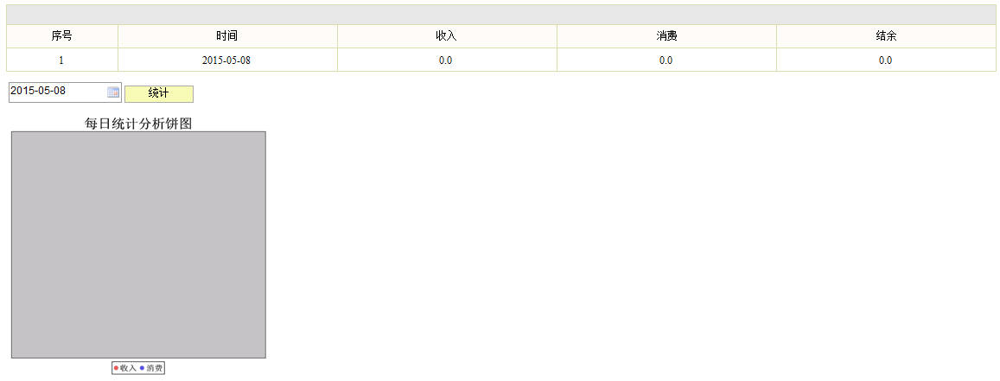 序号 时间 收入 消费 结余
1 2015-05-08 0.0 0.0 0.0
2015-05-08 统计
每日统计分析饼图
收入 消费